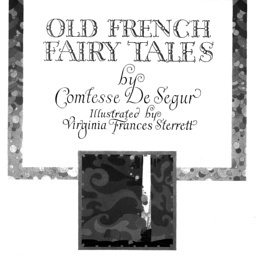 OLD FRENCH
FAIRY TALES
by
Comtesse De Segur
Illustrated by
Virginia Frances Sterrett